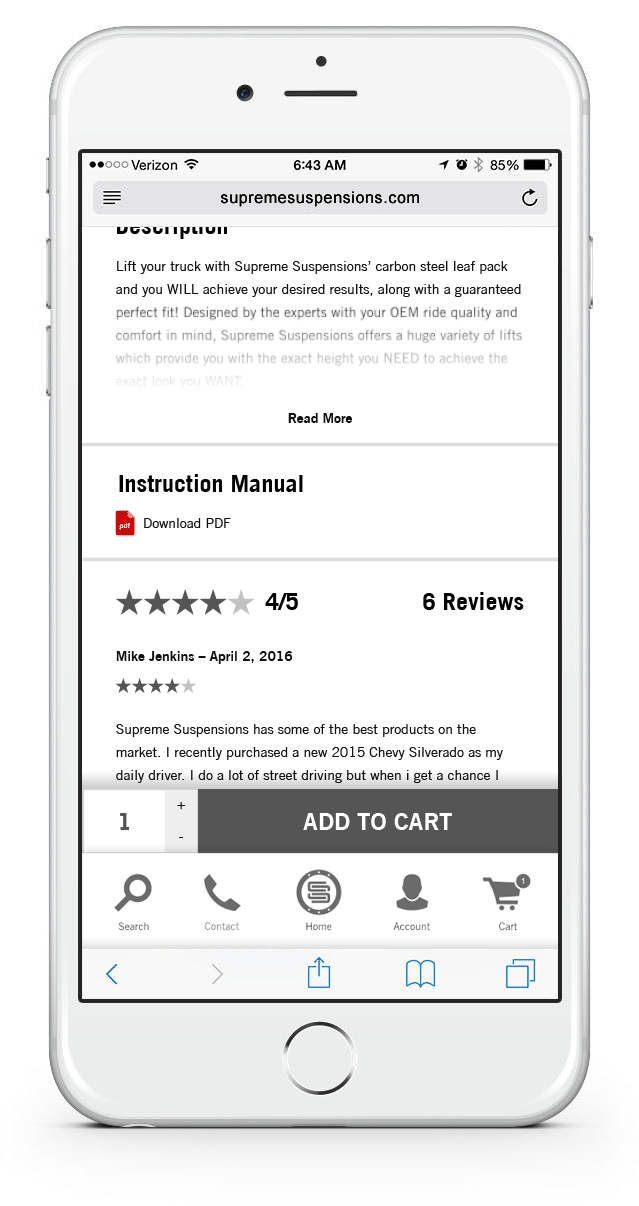 Verizon 6:43 AM 85%
supremesuspensions.com
Description
Lift your truck with Supreme Suspensions’ carbon steel leaf pack
and you WILL achieve your desired results, along with a guaranteed
perfect fit! Designed by the experts with your OEM ride quality and
comfort in mind, Supreme Suspensions offers a huge variety of lifts
which provide you with the exact height you NEED to achieve the
exact look you WANT.
Read More
Instruction Manual
pdf Download PDF
4/5 6 Reviews
Mike Jenkins – April 2, 2016
Supreme Suspensions has some of the best products on the
market. I recently purchased a new 2015 Chevy Silverado as my
daily driver. I do a lot of street driving but when i get a chance I
1 + - ADD TO CART
1
Search Contact Home Account Cart